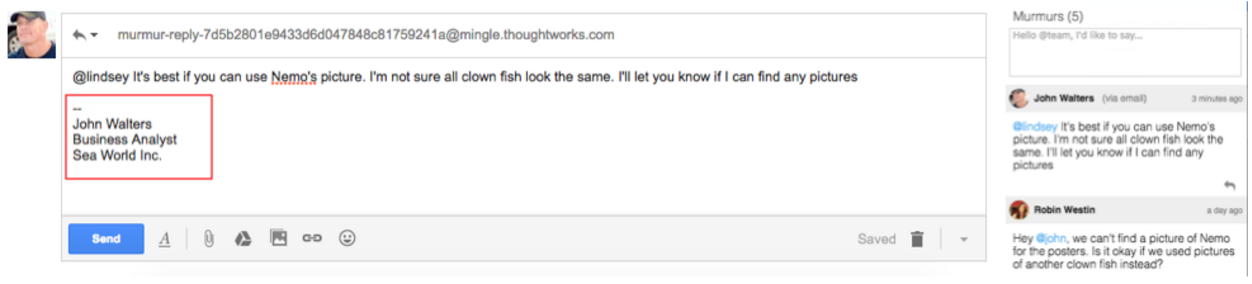 murmur-reply-7d5b2801e9433d6d047848c81759241a@mingle.thoughtworks.com
@lindsey It's best if you can use Nemo's picture. I'm not sure all clown fish look the same. I'll let you know if I can find any pictures
--
John Walters
Business Analyst
Sea World Inc.
Send
A
Saved
Murmurs (5)
Hello @team, I'd like to say...
John Walters (via email) 3 minutes ago
@lindsey It's best if you can use Nemo's
picture. I'm not sure all clown fish look the
same. I'll let you know if I can find any
pictures
Robin Westin a day ago
Hey @john, we can't find a picture of Nemo
for the posters. Is it okay if we used pictures
of another clown fish instead?